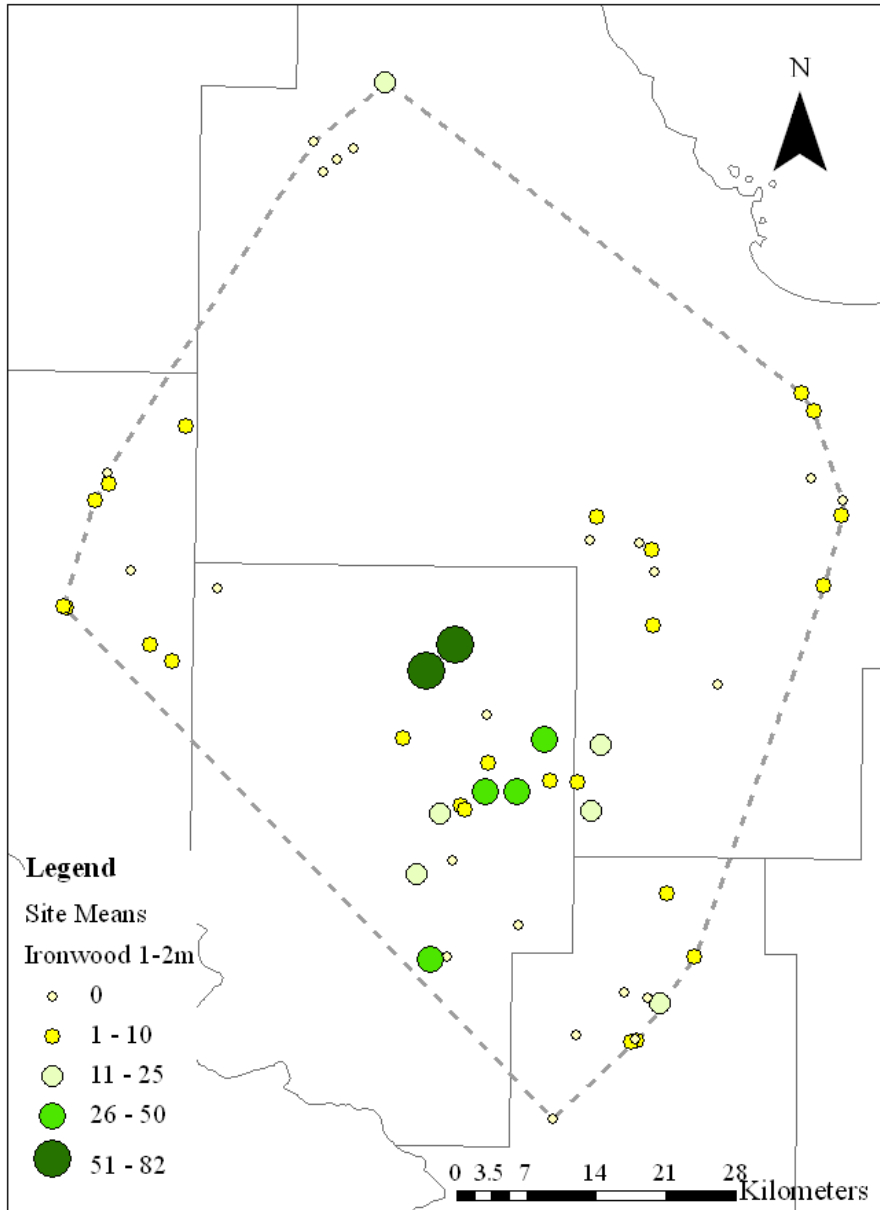 N
Legend
Site Means
Ironwood 1-2m
0
1 - 10
11 - 25
26 - 50
51 - 82
0 3.5 7 14 21 28
Kilometers